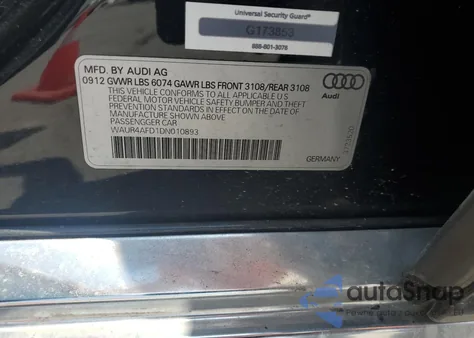 Universal Security Guard®
G173853
888-601-3076
MFD. BY AUDI AG
0912 GVWR LBS 6074 GAWR LBS FRONT 3108/REAR 3108
THIS VEHICLE CONFORMS TO ALL APPLICABLE U.S.
FEDERAL MOTOR VEHICLE SAFETY BUMPER AND THEFT
PREVENTION STANDARDS IN EFFECT ON THE DATE OF
MANUFACTURE SHOWN ABOVE
PASSENGGER CAR
WAUR4AFD1DN010893
Audi
GERMANY
autoSnap